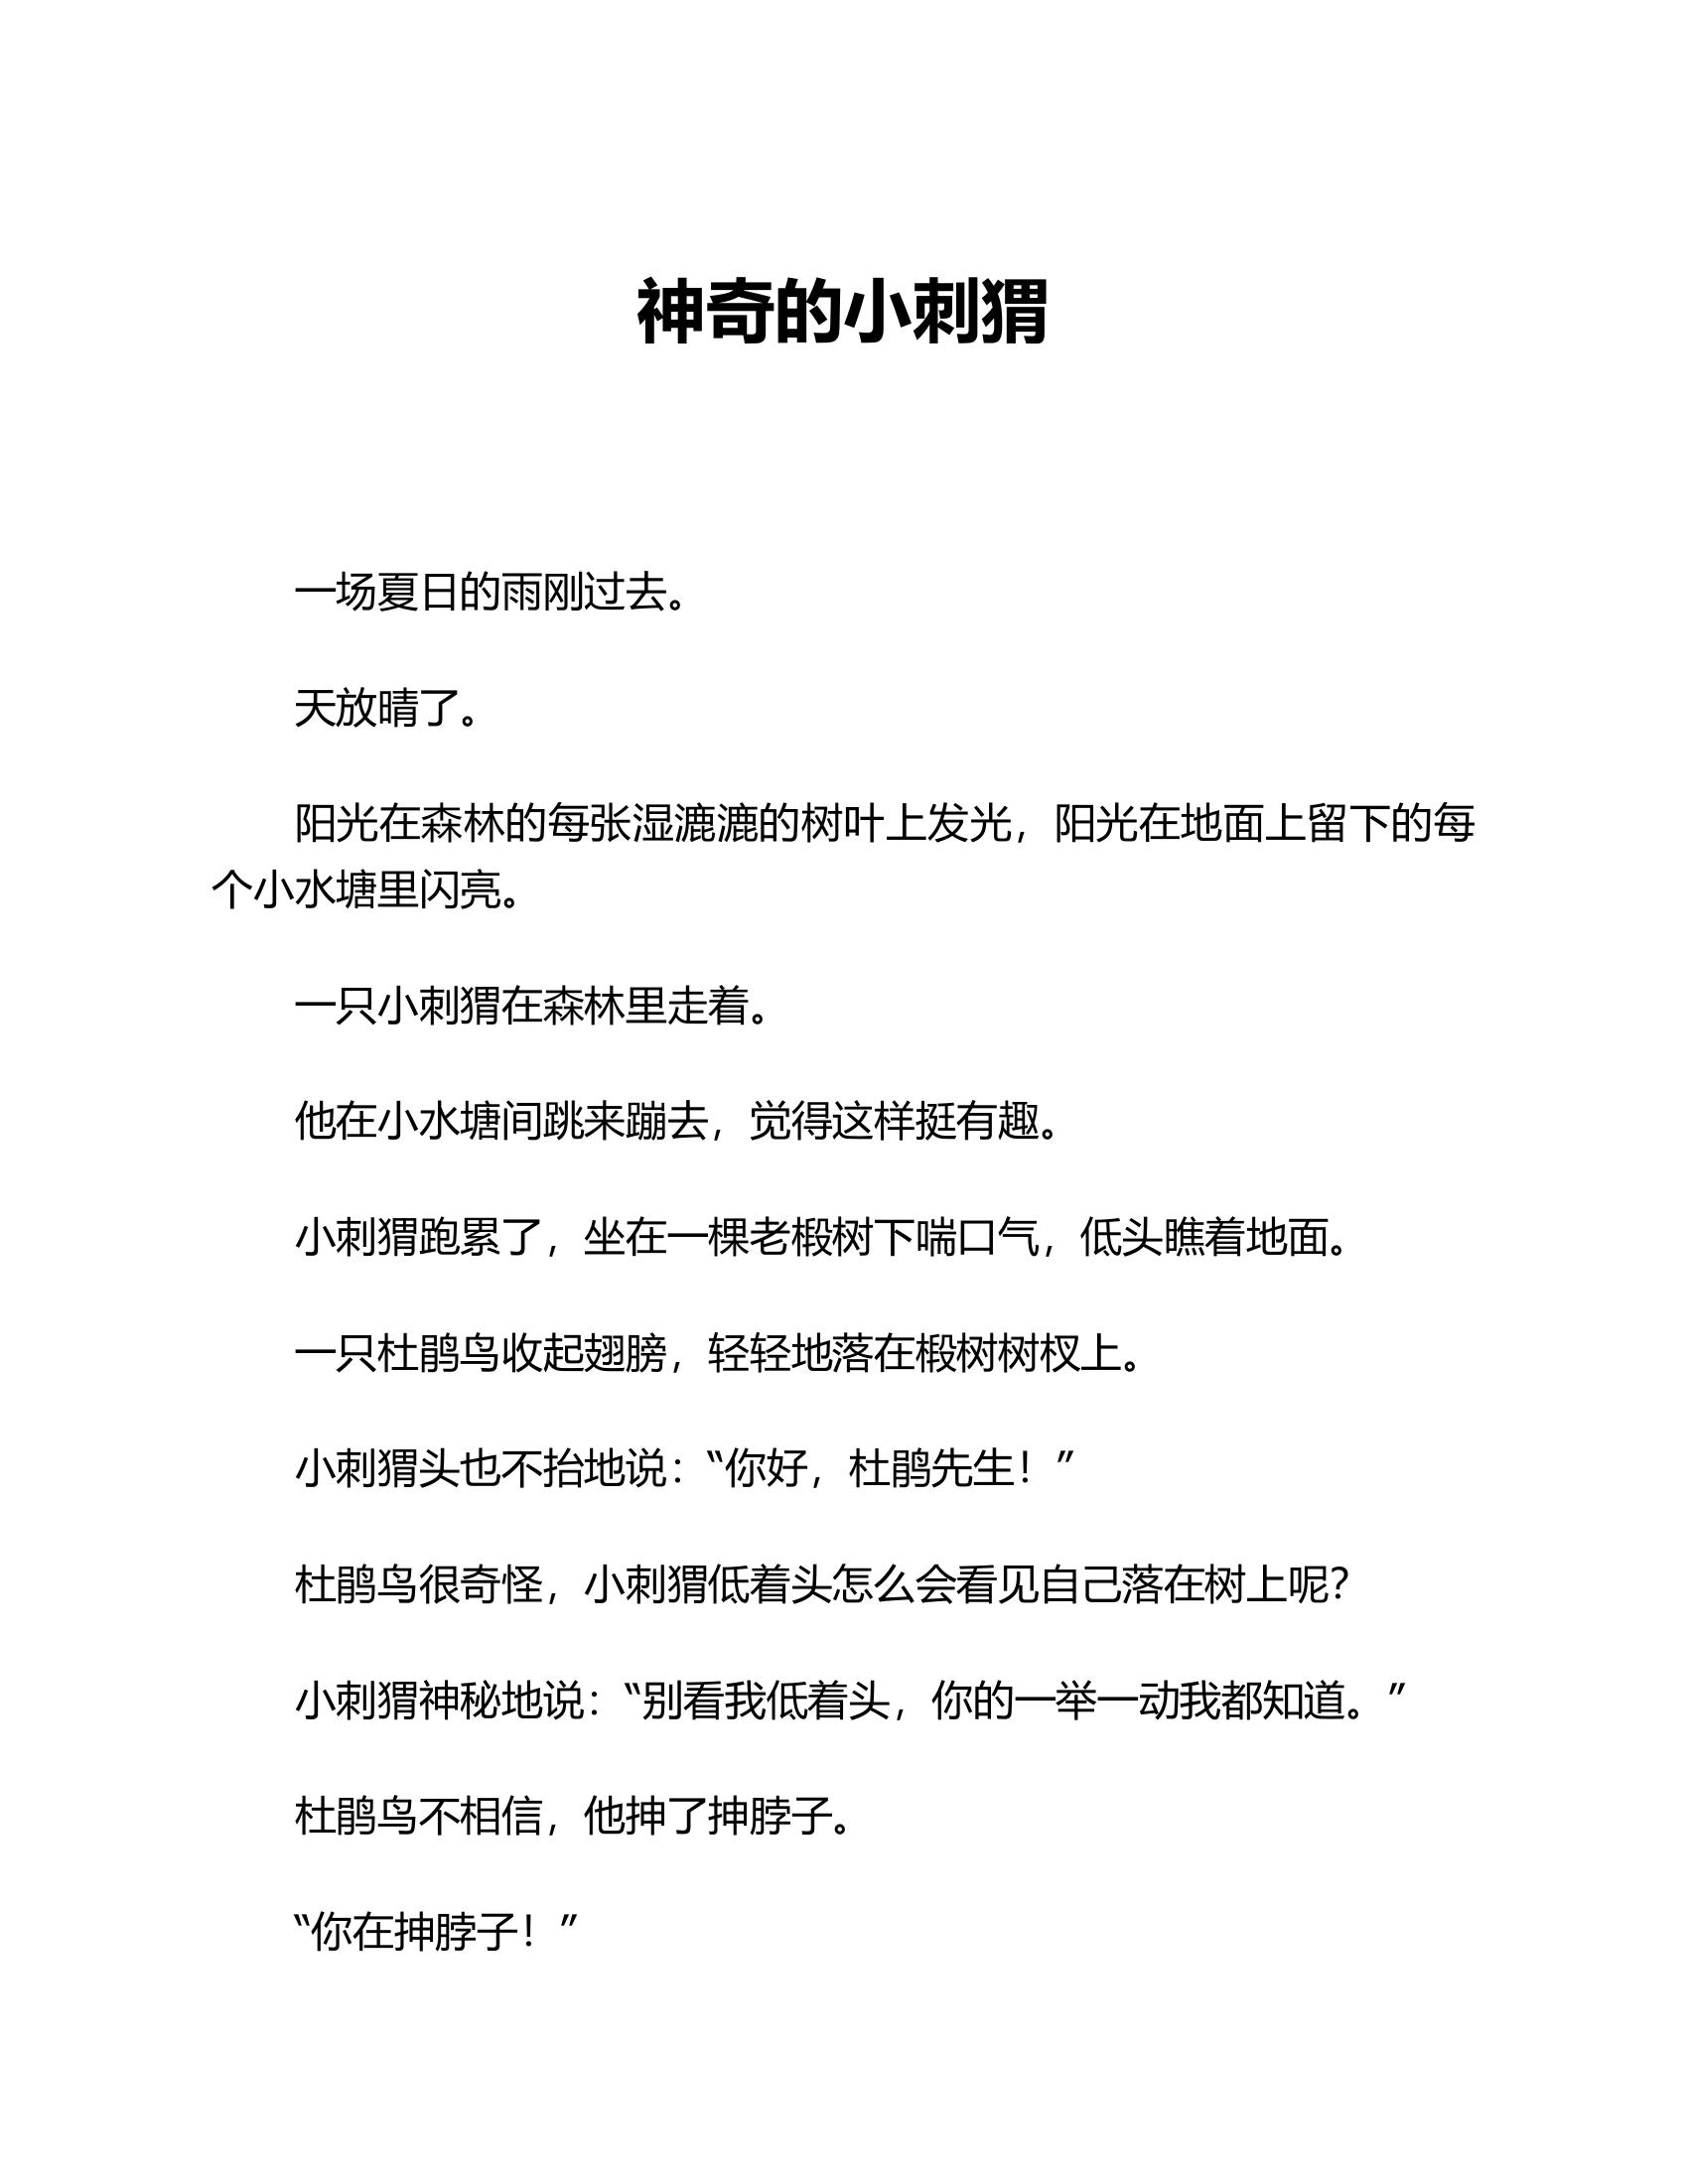 神奇的小刺猬
一场夏日的雨刚过去。
天放晴了。
阳光在森林的每张湿漉漉的树叶上发光，阳光在地面上留下的每
个小水塘里闪亮。
一只小刺猬在森林里走着。
他在小水塘间跳来蹦去，觉得这样挺有趣。
小刺猬跑累了，坐在一棵老椴树下喘口气，低头瞧着地面。
一只杜鹃鸟收起翅膀，轻轻地落在椴树树杈上。
小刺猬头也不抬地说：“你好，杜鹃先生！”
杜鹃鸟很奇怪，小刺猬低着头怎么会看见自己落在树上呢？
小刺猬神秘地说：“别看我低着头，你的一举一动我都知道。”
杜鹃鸟不相信，他抻了抻脖子。
“你在抻脖子！”